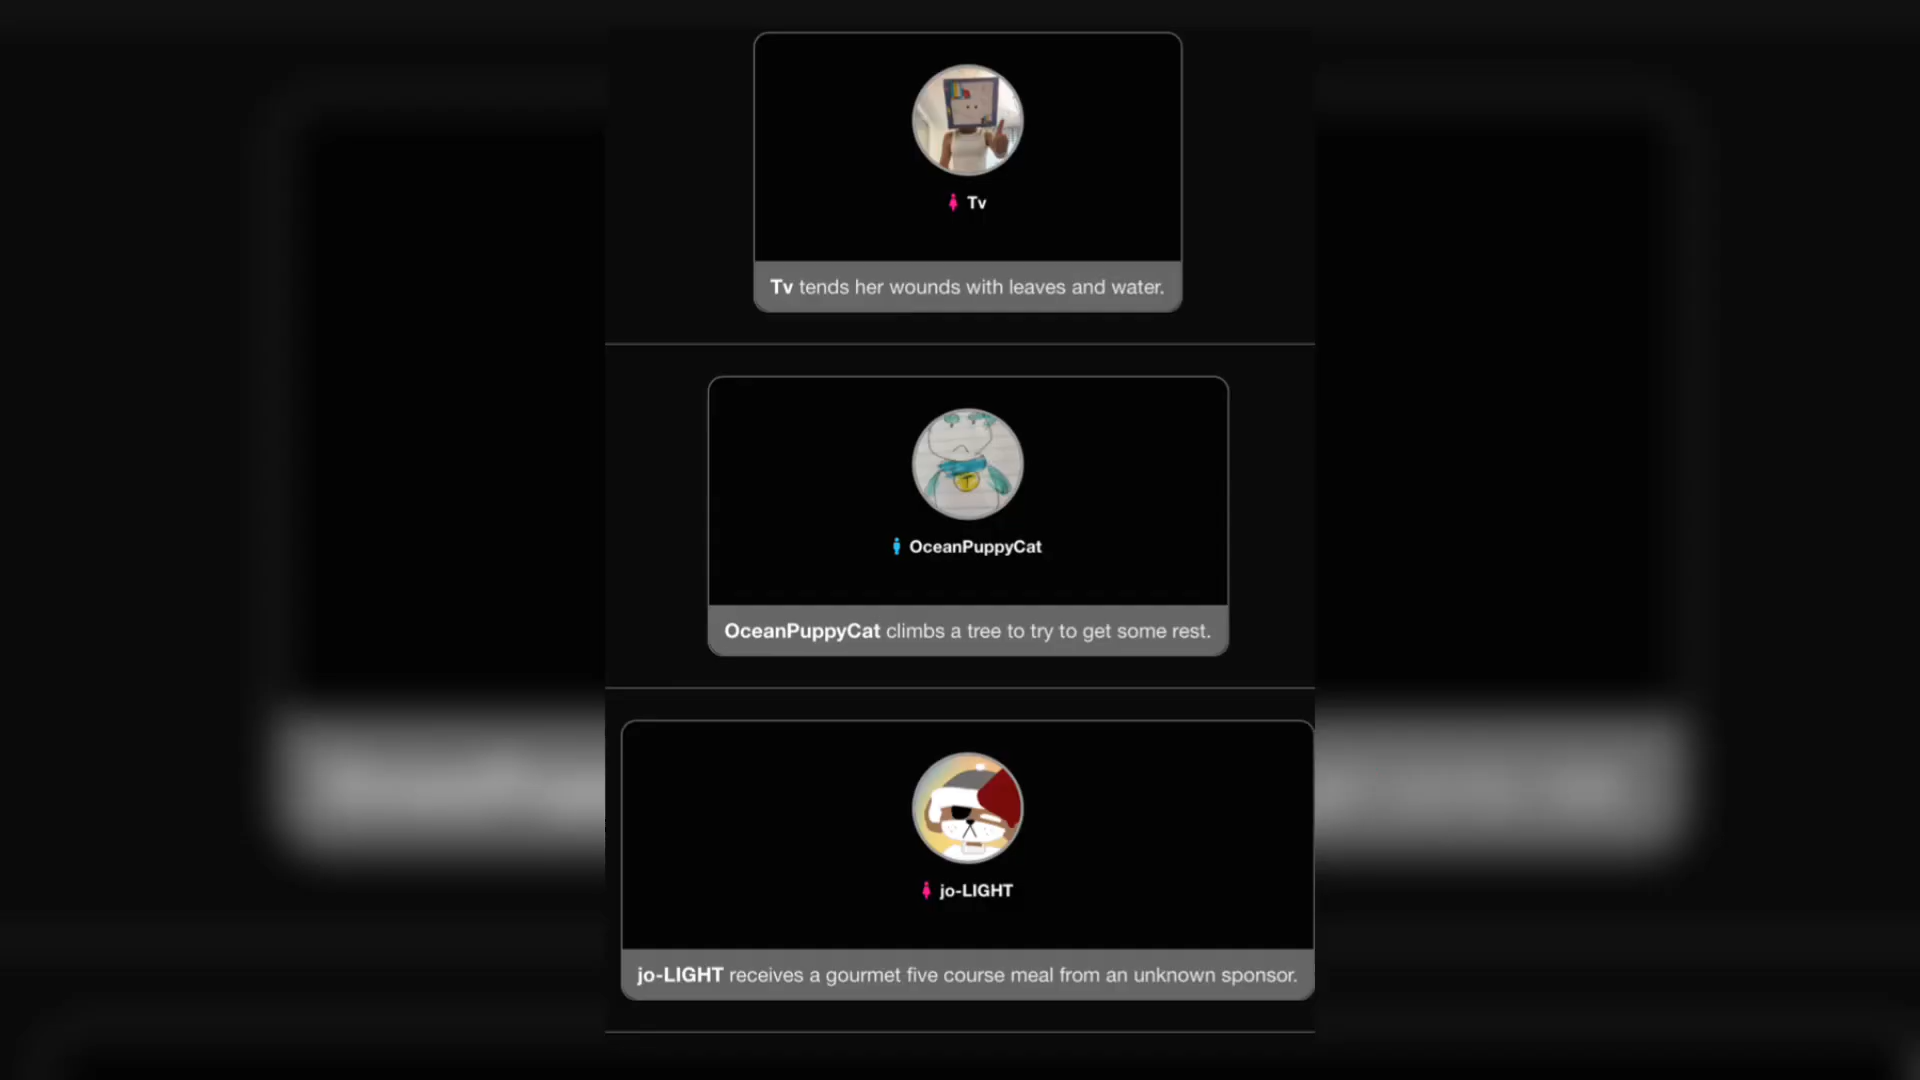 Tv
Tv tends her wounds with leaves and water.
OceanPuppyCat
T
OceanPuppyCat climbs a tree to try to get some rest.
jo-LIGHT
jo-LIGHT receives a gourmet five course meal from an unknown sponsor.